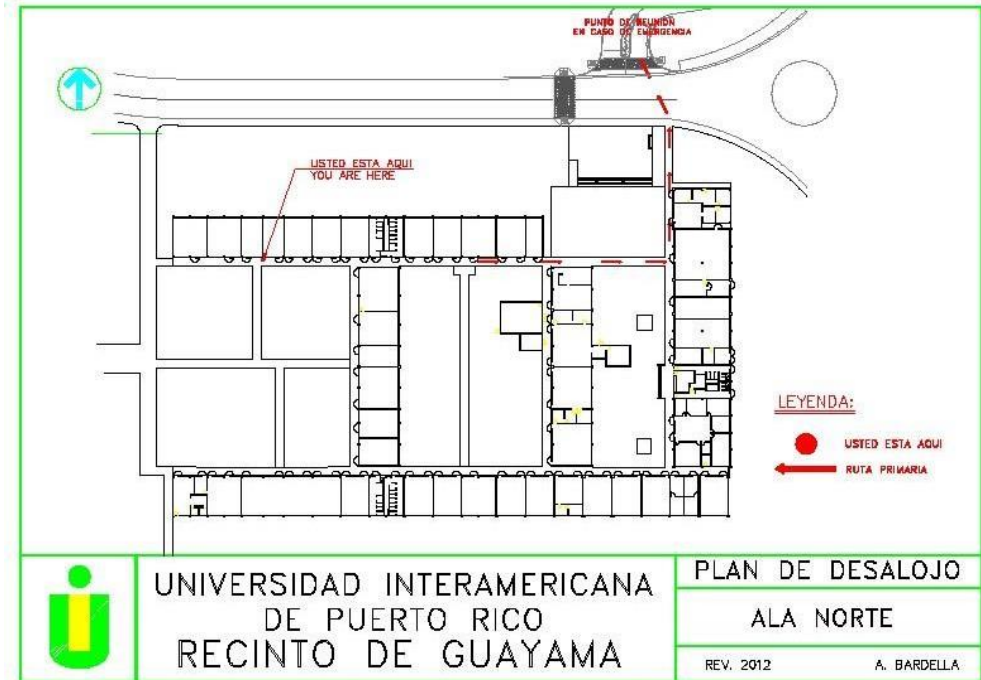 PUNTO DE REUNION
EN CASO DE EMERGENCIA
USTED ESTA AQUI
YOU ARE HERE
LEYENDA:
USTED ESTA AQUI
RUTA PRIMARIA
UNIVERSIDAD INTERAMERICANA
DE PUERTO RICO
RECINTO DE GUAYAMA
PLAN DE DESALOJO
ALA NORTE
REV. 2012 A. BARDELLA